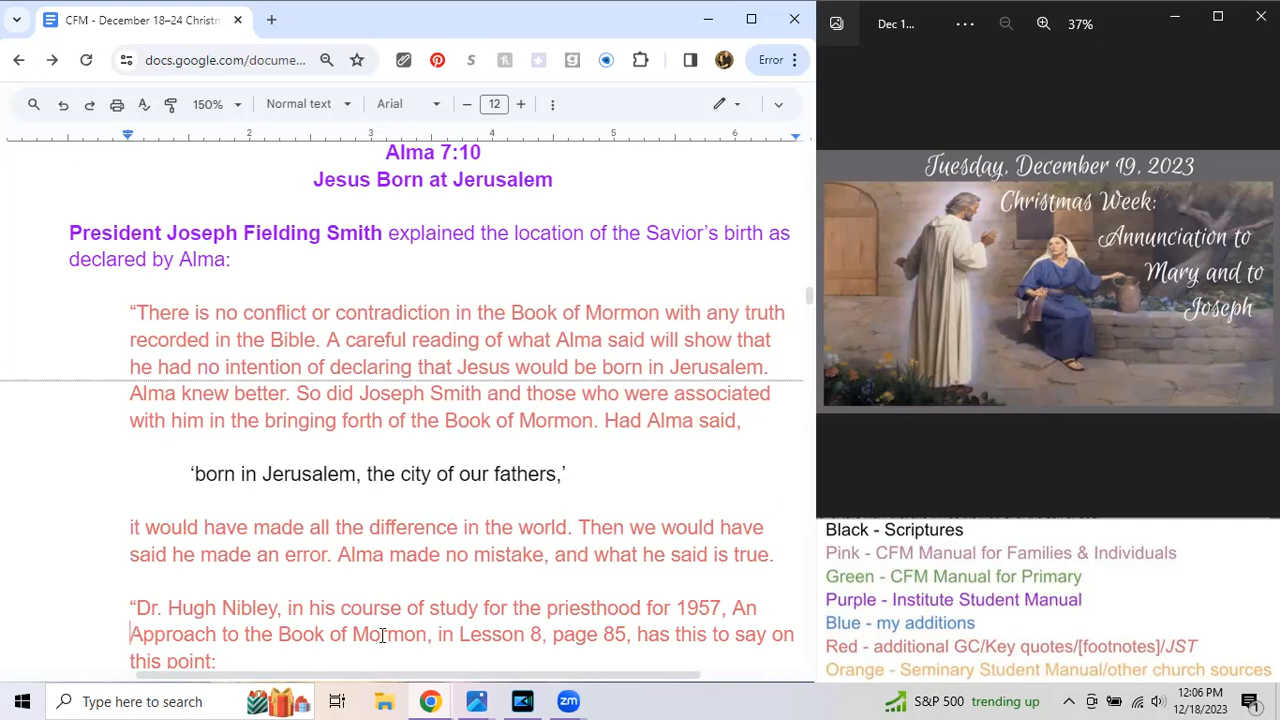 CFM – December 18–24 Christm
docs.google.com/docume...
Error
Dec 1...
37%
150%
Normal text
Arial
12
2
3
4
5
6
Alma 7:10
Jesus Born at Jerusalem
President Joseph Fielding Smith explained the location of the Savior's birth as
declared by Alma:
“There is no conflict or contradiction in the Book of Mormon with any truth
recorded in the Bible. A careful reading of what Alma said will show that
he had no intention of declaring that Jesus would be born in Jerusalem.
Alma knew better. So did Joseph Smith and those who were associated
with him in the bringing forth of the Book of Mormon. Had Alma said,
‘born in Jerusalem, the city of our fathers,’
it would have made all the difference in the world. Then we would have
said he made an error. Alma made no mistake, and what he said is true.
“Dr. Hugh Nibley, in his course of study for the priesthood for 1957, An
Approach to the Book of Mormon, in Lesson 8, page 85, has this to say on
this point:
Tuesday, December 19, 2023
Christmas Week:
Annunciation to
Mary and to
Joseph
Black - Scriptures
Pink - CFM Manual for Families & Individuals
Green - CFM Manual for Primary
Purple - Institute Student Manual
Blue - my additions
Red - additional GC/Key quotes/[footnotes]/JST
Orange - Seminary Student Manual/other church sources
Type here to search
S&P 500 trending up
12:06 PM
12/18/2023
1